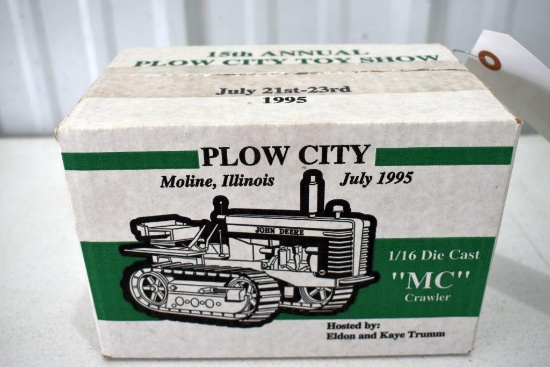 15th ANNUAL
PLOW CITY TOY SHOW
July 21st-23rd
1995
PLOW CITY
Moline, Illinois July 1995
JOHN DEERE
1/16 Die Cast
"MC"
Crawler
Hosted by:
Eldon and Kaye Trumm